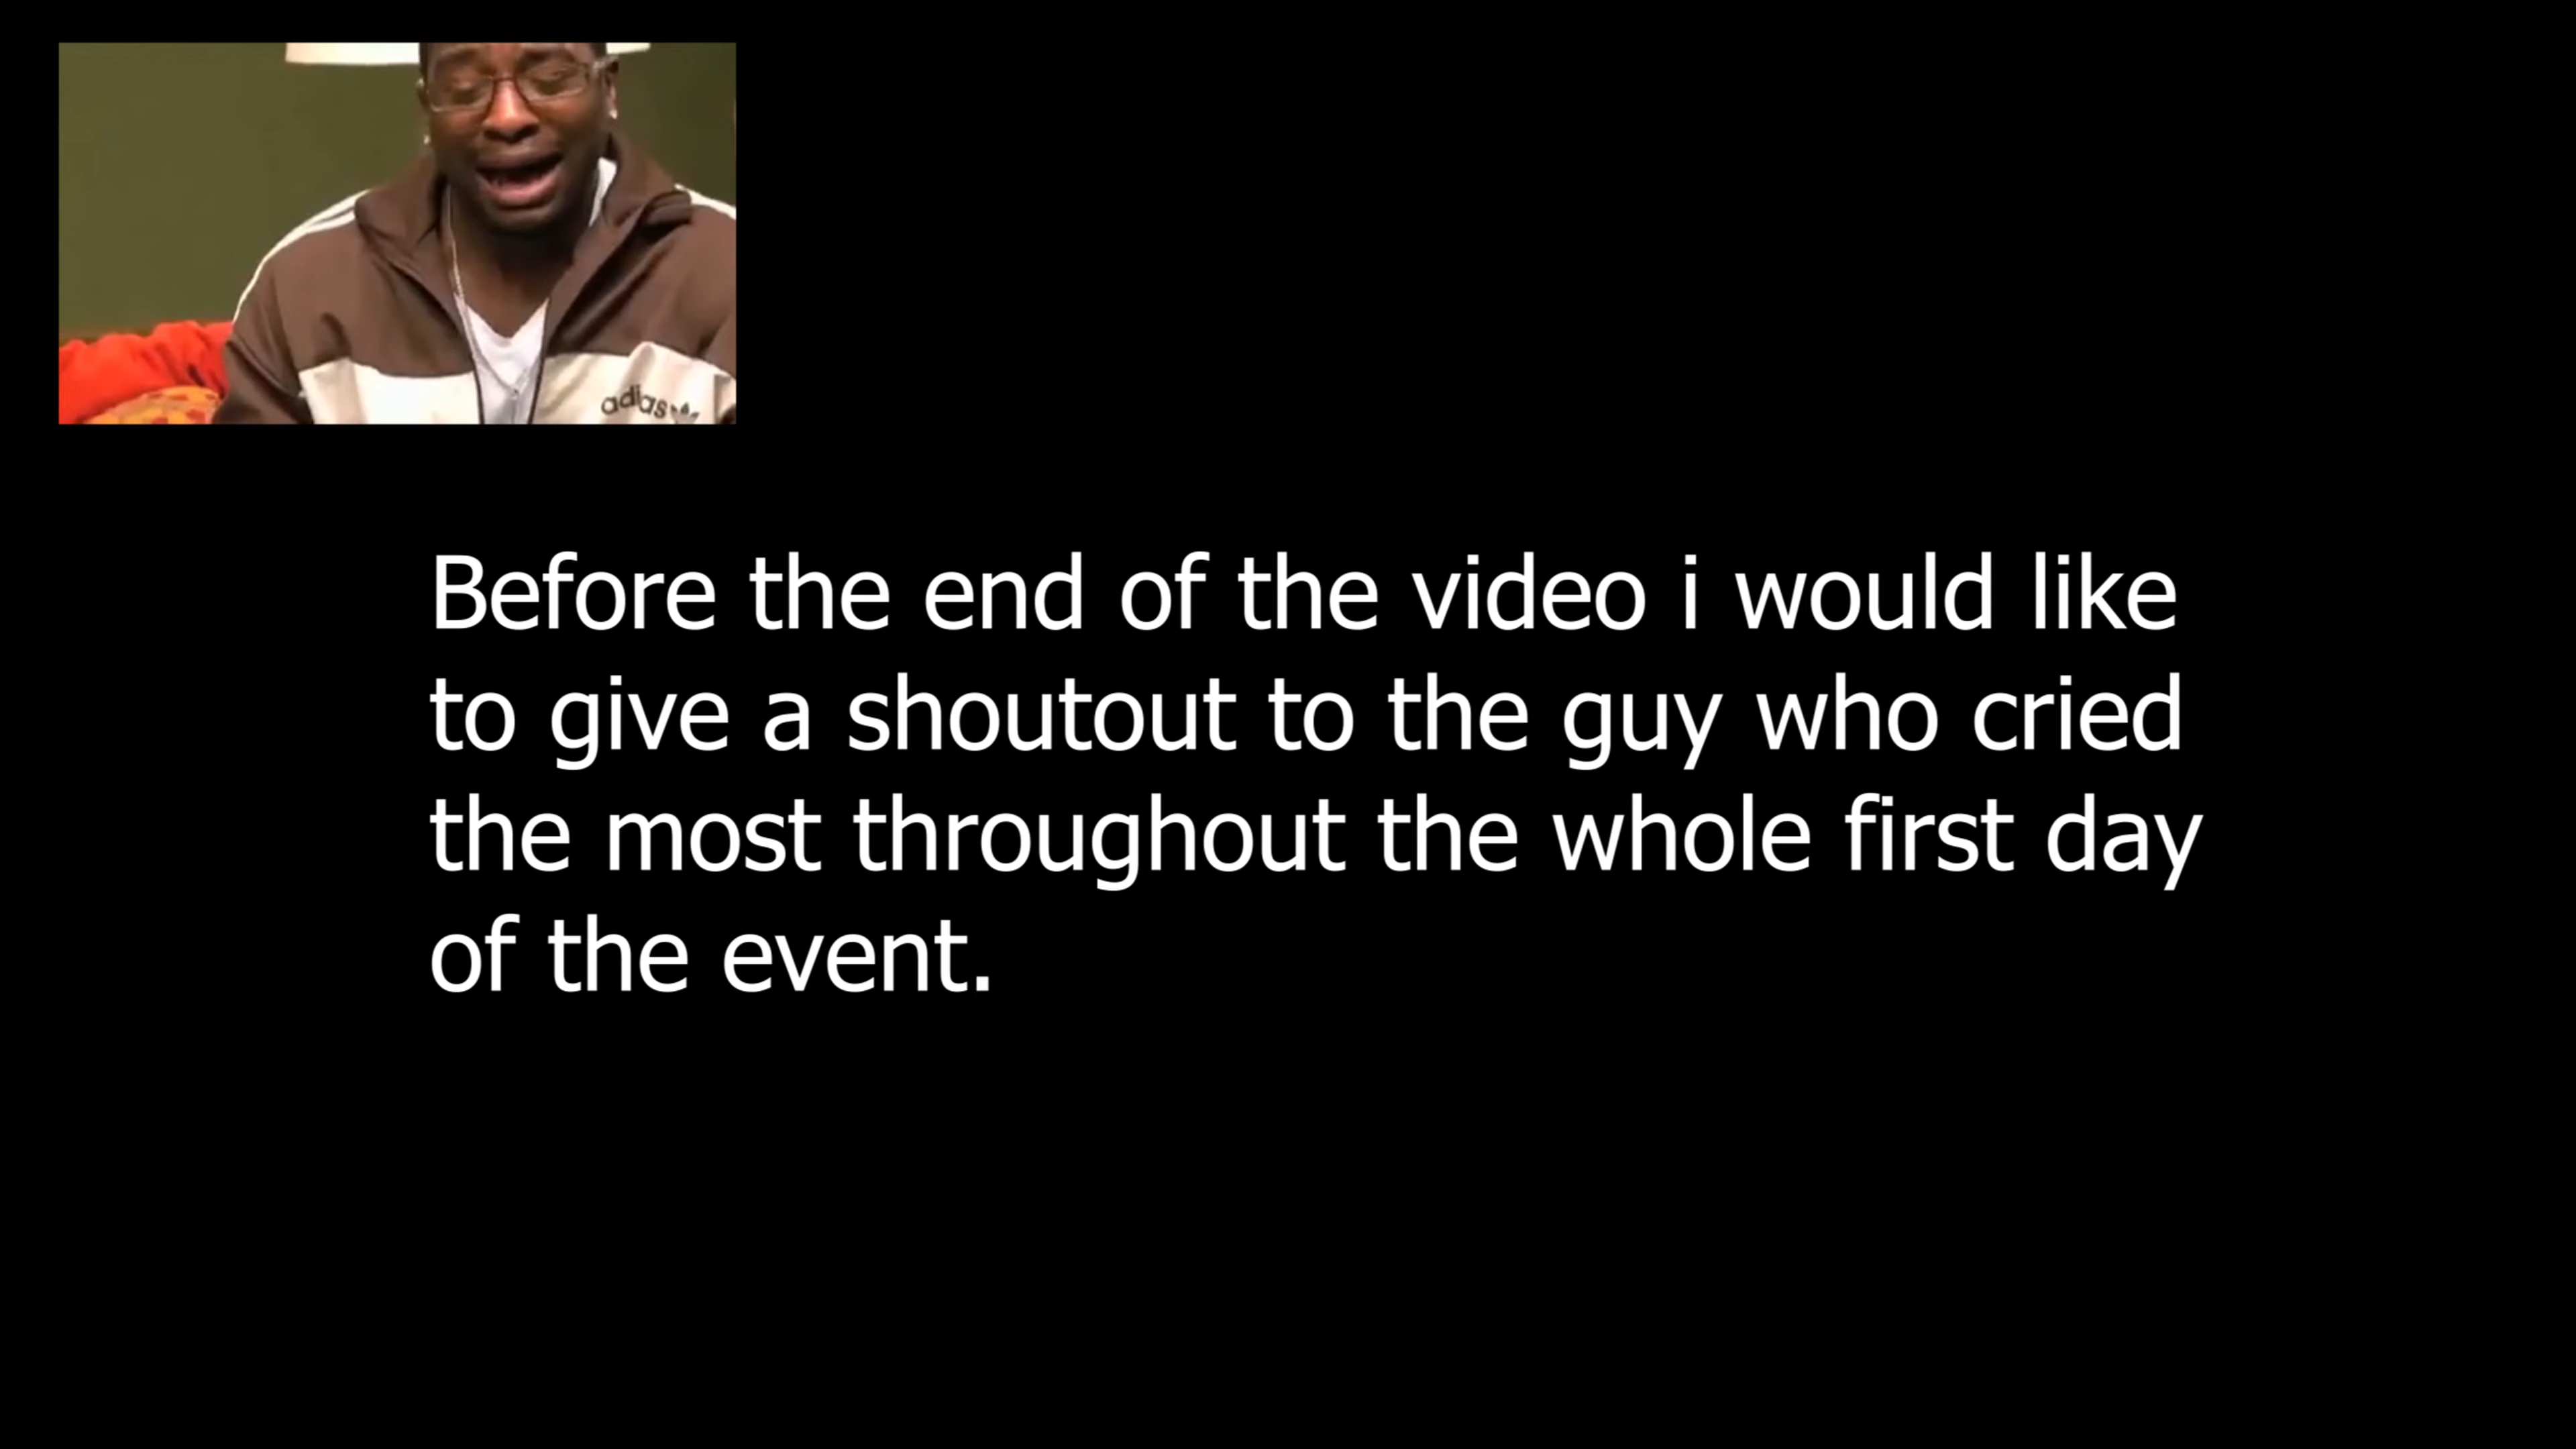 adidas
Before the end of the video i would like
to give a shoutout to the guy who cried
the most throughout the whole first day
of the event.